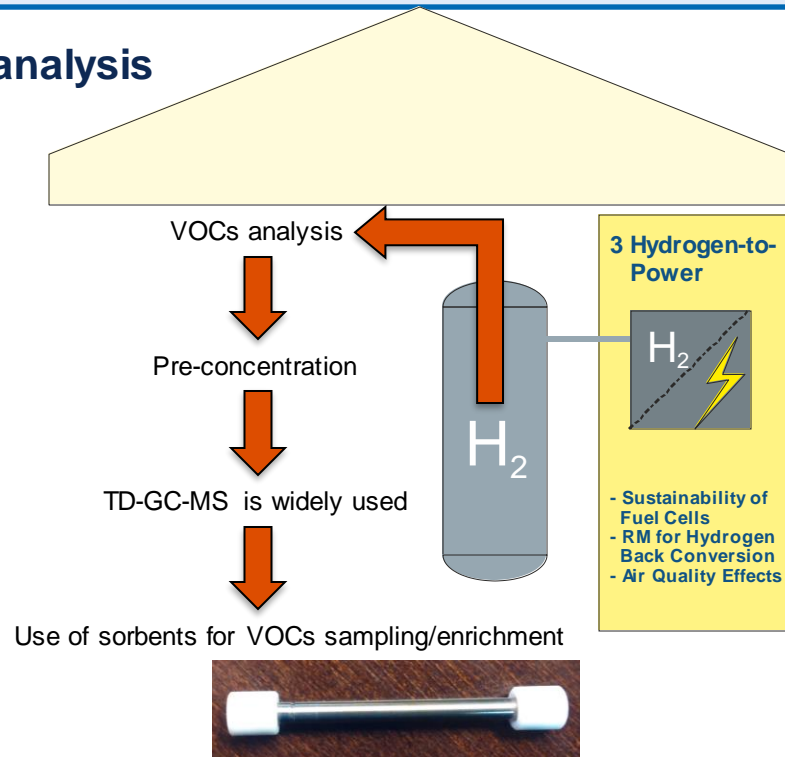 analysis
VOCs analysis
Pre-concentration
TD-GC-MS is widely used
Use of sorbents for VOCs sampling/enrichment
H₂
3 Hydrogen-to-
Power
H₂
- Sustainability of
Fuel Cells
- RM for Hydrogen
Back Conversion
- Air Quality Effects